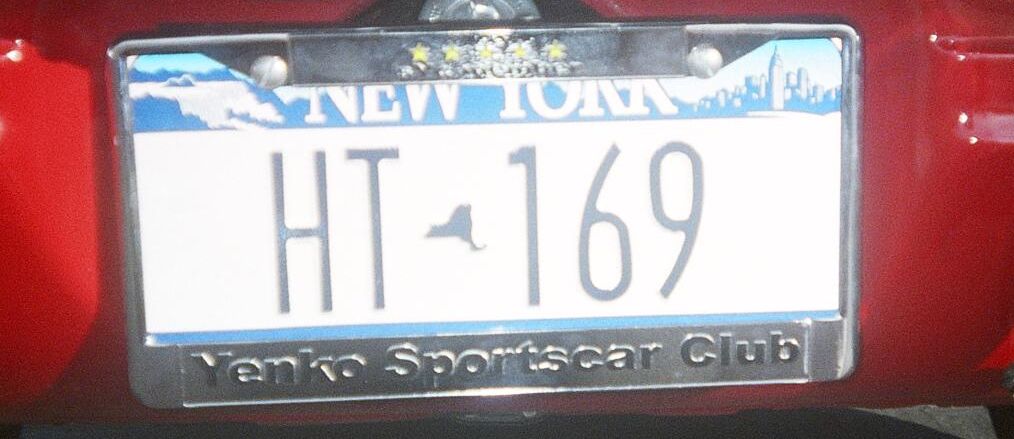 NEW YORK
HT 169
Yenko Sportscar Club